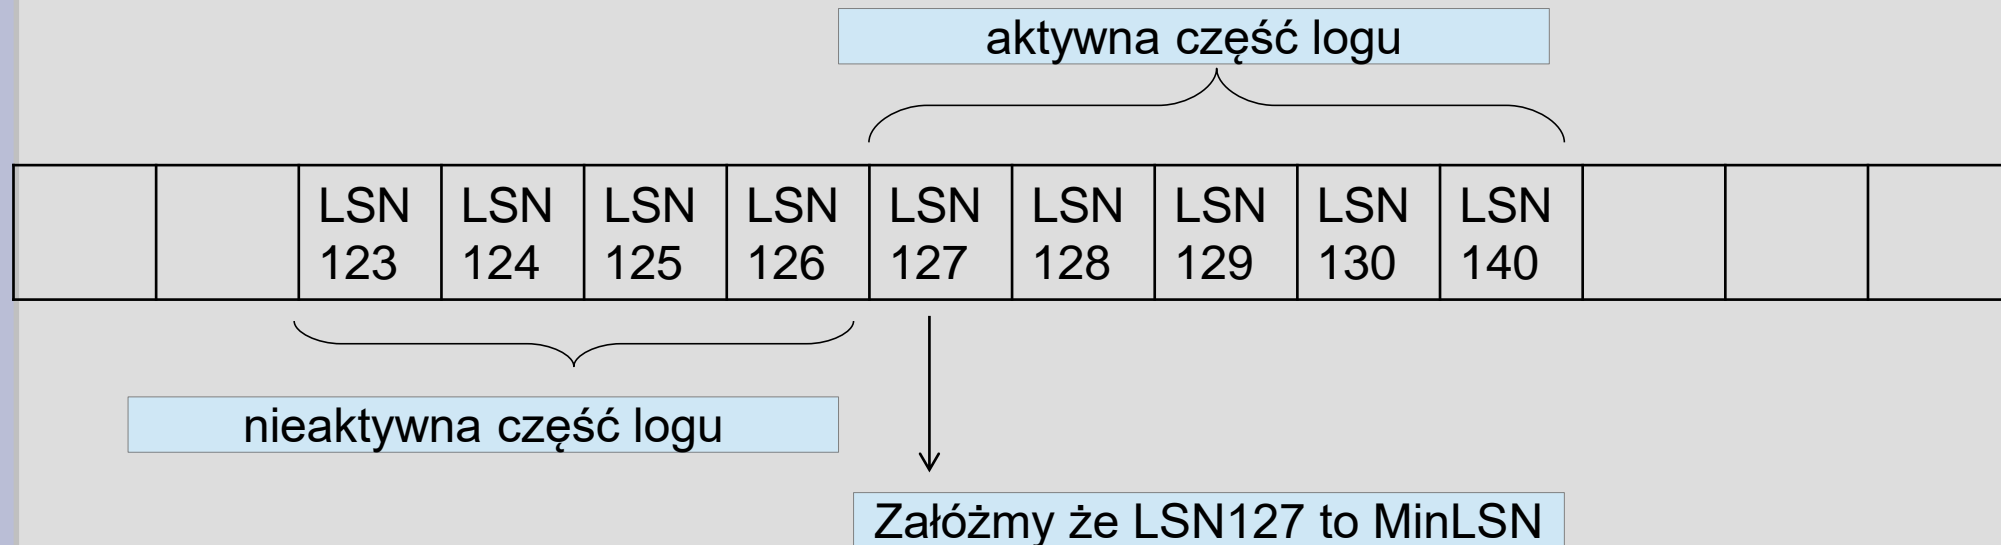 aktywna część logu
LSN LSN LSN LSN LSN LSN LSN LSN LSN
123 124 125 126 127 128 129 130 140
nieaktywna część logu
Załóżmy że LSN127 to MinLSN